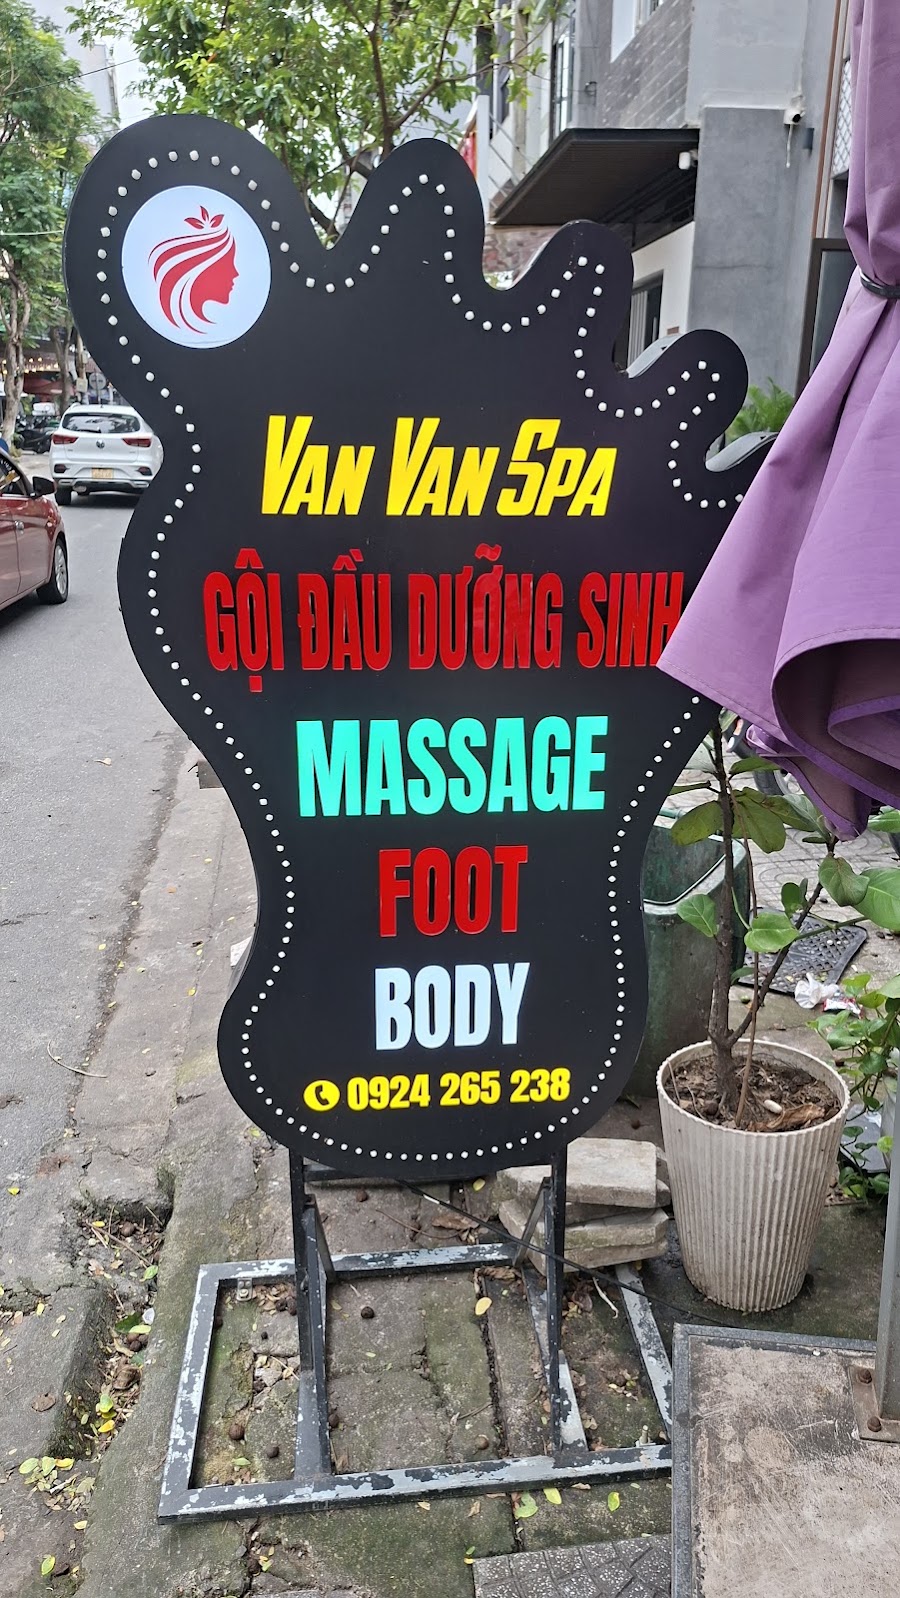 VAN VAN SPA
GỘI ĐẦU DƯỠNG SINH
MASSAGE
FOOT
BODY
0924 265 238